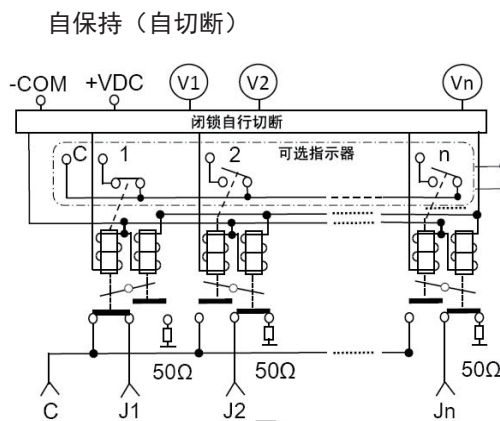 自保持（自切断）
-COM +VDC V1 V2 Vn
闭锁自行切断
C 1 2 可选指示器 n
50Ω 50Ω 50Ω
C J1 J2 Jn